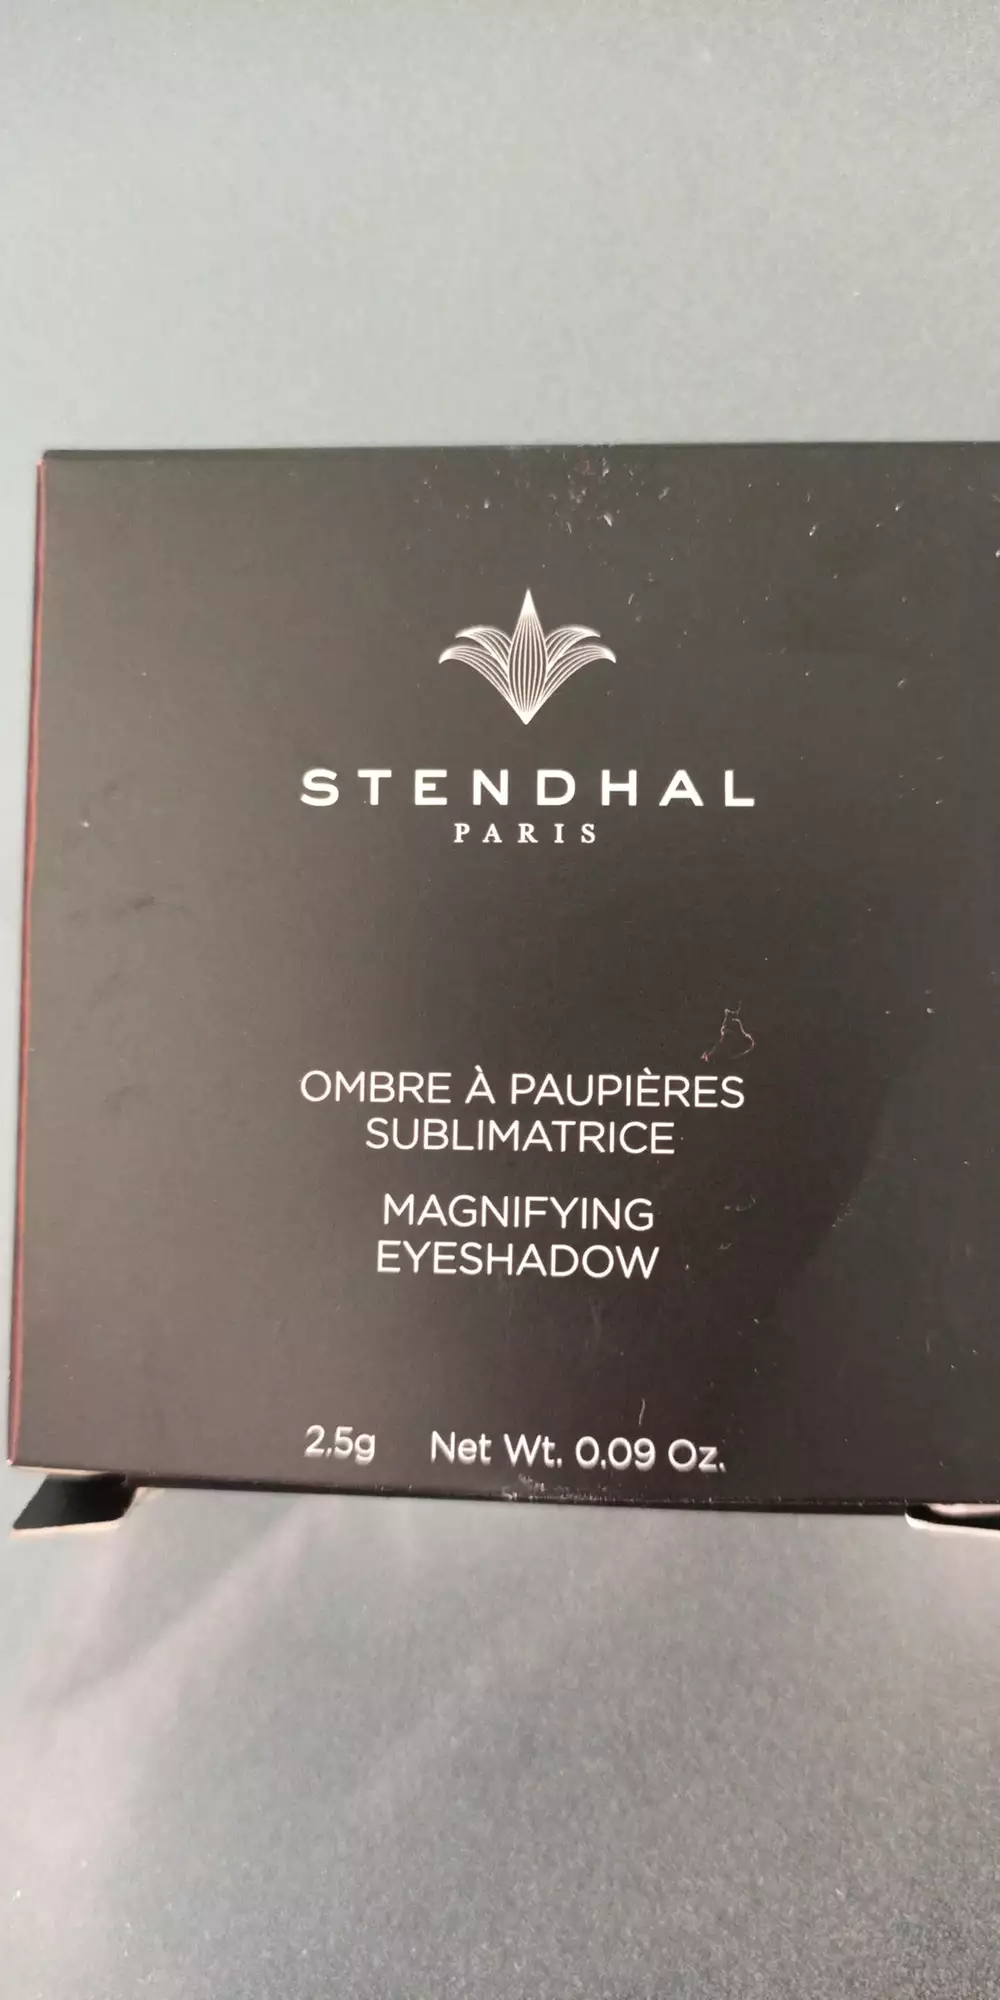 STENDHAL
PARIS
OMBRE À PAUPIÈRES
SUBLIMATRICE
MAGNIFYING
EYESHADOW
2.5g Net Wt. 0.09 Oz.